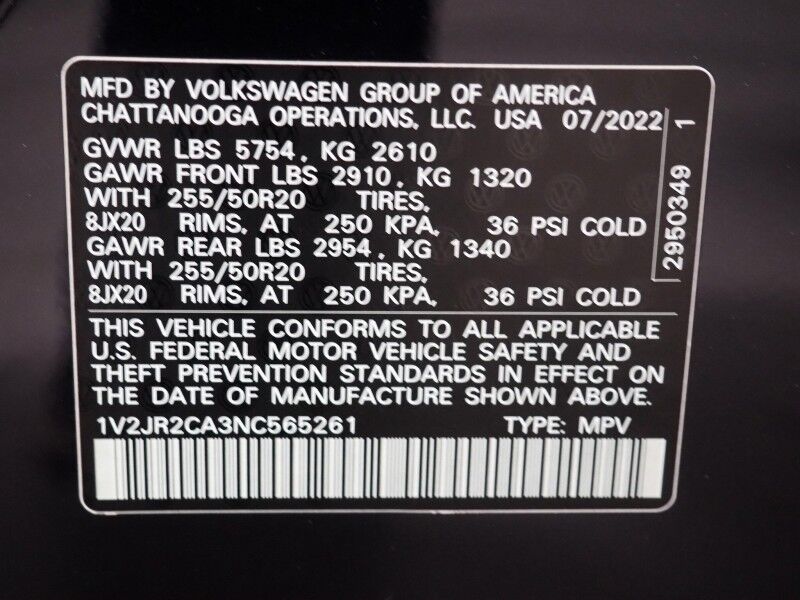 MFD BY VOLKSWAGEN GROUP OF AMERICA
CHATTANOOGA OPERATIONS, LLC. USA 07/2022
GVWR LBS 5754, KG 2610
GAWR FRONT LBS 2910, KG 1320
WITH 255/50R20 TIRES,
8JX20 RIMS, AT 250 KPA, 36 PSI COLD
GAWR REAR LBS 2954, KG 1340
WITH 255/50R20 TIRES,
8JX20 RIMS, AT 250 KPA, 36 PSI COLD
2950349 1
THIS VEHICLE CONFORMS TO ALL APPLICABLE
U.S. FEDERAL MOTOR VEHICLE SAFETY AND
THEFT PREVENTION STANDARDS IN EFFECT ON
THE DATE OF MANUFACTURE SHOWN ABOVE.
1V2JR2CA3NC565261 TYPE: MPV